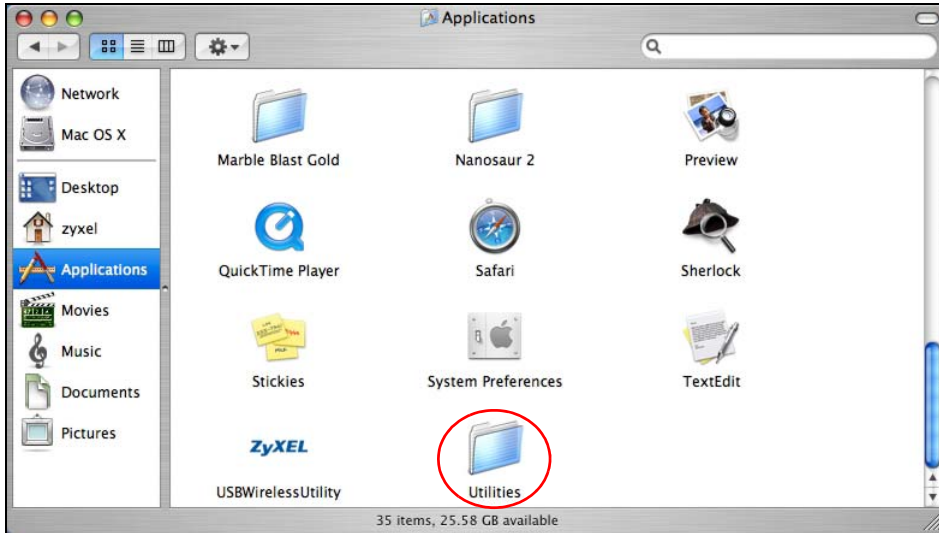 Applications
Network
Mac OS X
Desktop
zyxel
Applications
Movies
Music
Documents
Pictures
Marble Blast Gold
Nanosaur 2
Preview
QuickTime Player
Safari
Sherlock
Stickies
System Preferences
TextEdit
ZyXEL
USBWirelessUtility
Utilities
35 items, 25.58 GB available